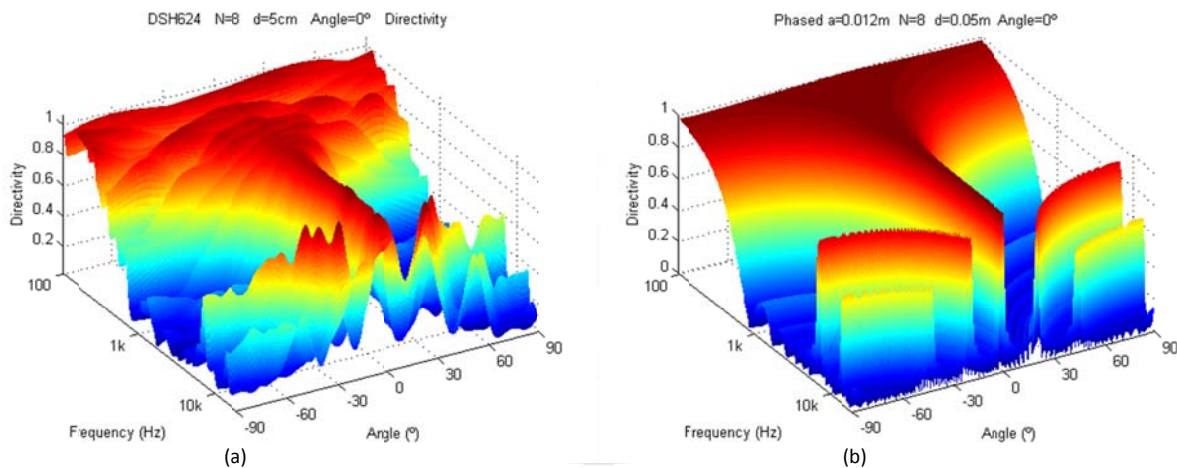 DSH624 N=8 d=5cm Angle=0º Directivity
1
0.8
0.6
0.4
0.2
Directivity
100
1k
10k
Frequency (Hz)
-90
-60
-30
0
30
60
90
Angle (º)
(a)
Phased a=0.012m N=8 d=0.05m Angle=0º
1
0.8
0.6
0.4
0.2
0
Directivity
100
1k
10k
Frequency (Hz)
-90
-60
-30
0
30
60
90
Angle (º)
(b)